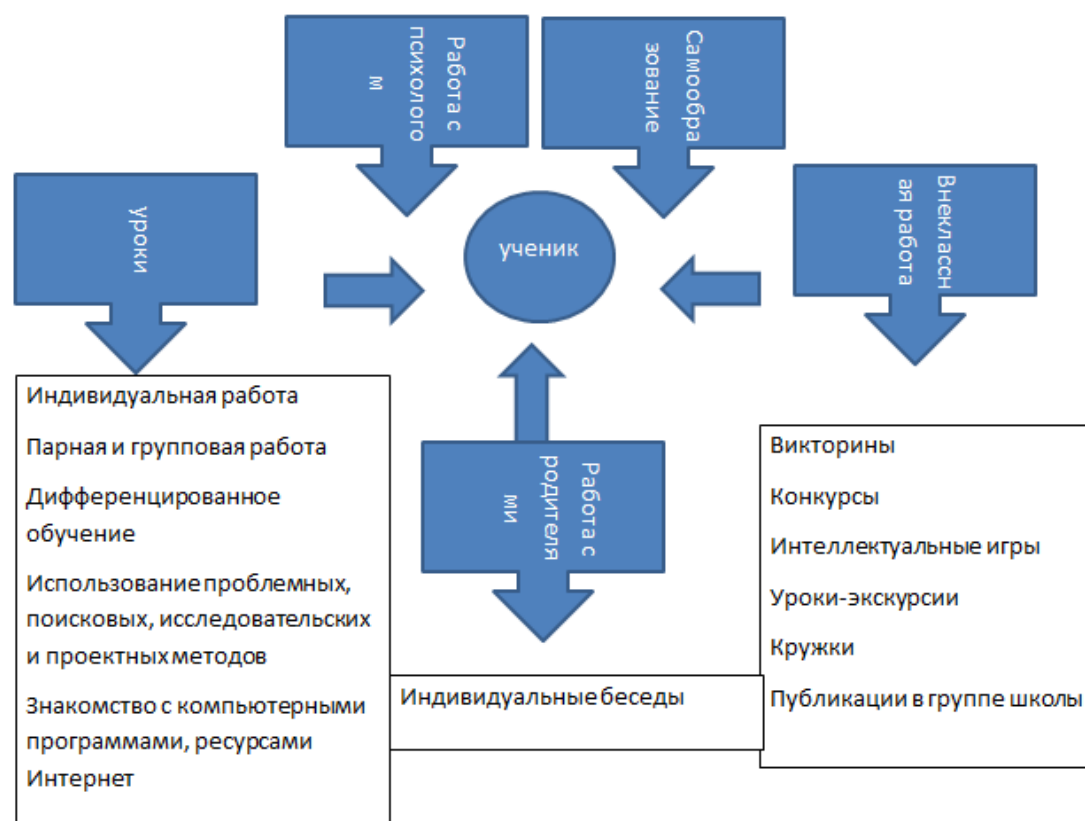 Работа с
психолого
м
Самообра
зование
уроки
Внеклассн
ая работа
ученик
Индивидуальная работа
Парная и групповая работа
Дифференцированное
обучение
Использование проблемных,
поисковых, исследовательских
и проектных методов
Знакомство с компьютерными
программами, ресурсами
Интернет
Работа с
родителя
ми
Индивидуальные беседы
Викторины
Конкурсы
Интеллектуальные игры
Уроки-экскурсии
Кружки
Публикации в группе школы